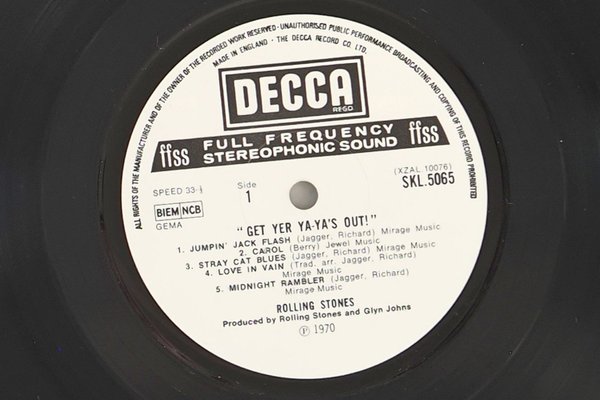 ALL RIGHTS OF THE MANUFACTURER AND OF THE OWNER OF THE RECORDED WORK RESERVED · UNAUTHORISED PUBLIC PERFORMANCE BROADCASTING AND COPYING OF THIS RECORD PROHIBITED
MADE IN ENGLAND · THE DECCA RECORD CO. LTD.
DECCA
REGD.
ffss FULL FREQUENCY ffss
STEREOPHONIC SOUND
(XZAL.10076)
SPEED 33⅓ Side SKL.5065
1
BIEM NCB
GEMA
"GET YER YA-YA'S OUT!"
1. JUMPIN' JACK FLASH (Jagger, Richard) Mirage Music
2. CAROL (Berry) Jewel Music
3. STRAY CAT BLUES (Jagger, Richard) Mirage Music
4. LOVE IN VAIN (Trad. arr. Jagger, Richard)
Mirage Music
5. MIDNIGHT RAMBLER (Jagger, Richard)
Mirage Music
ROLLING STONES
Produced by Rolling Stones and Glyn Johns
℗ 1970